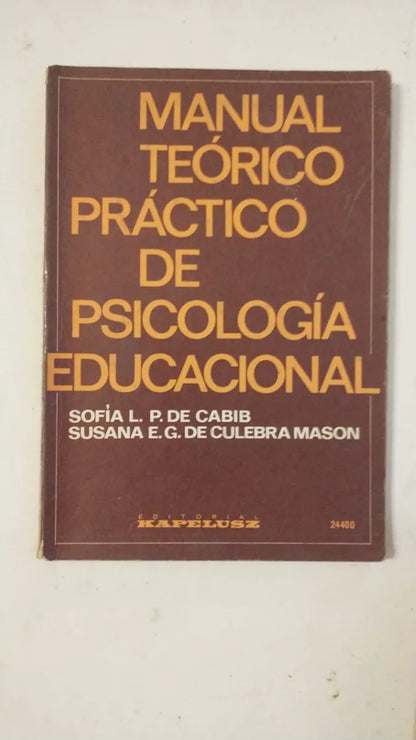 MANUAL
TEÓRICO
PRÁCTICO
DE
PSICOLOGÍA
EDUCACIONAL
SOFÍA L. P. DE CABIB
SUSANA E. G. DE CULEBRA MASON
EDITORIAL
KAPELUSZ
24400